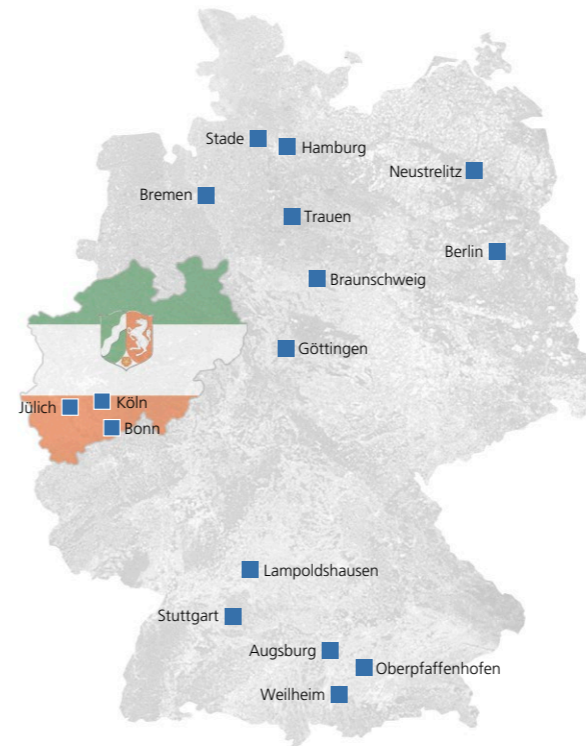 Stade
Hamburg
Neustrelitz
Bremen
Trauen
Berlin
Braunschweig
Göttingen
Köln
Jülich
Bonn
Lampoldshausen
Stuttgart
Augsburg
Oberpfaffenhofen
Weilheim